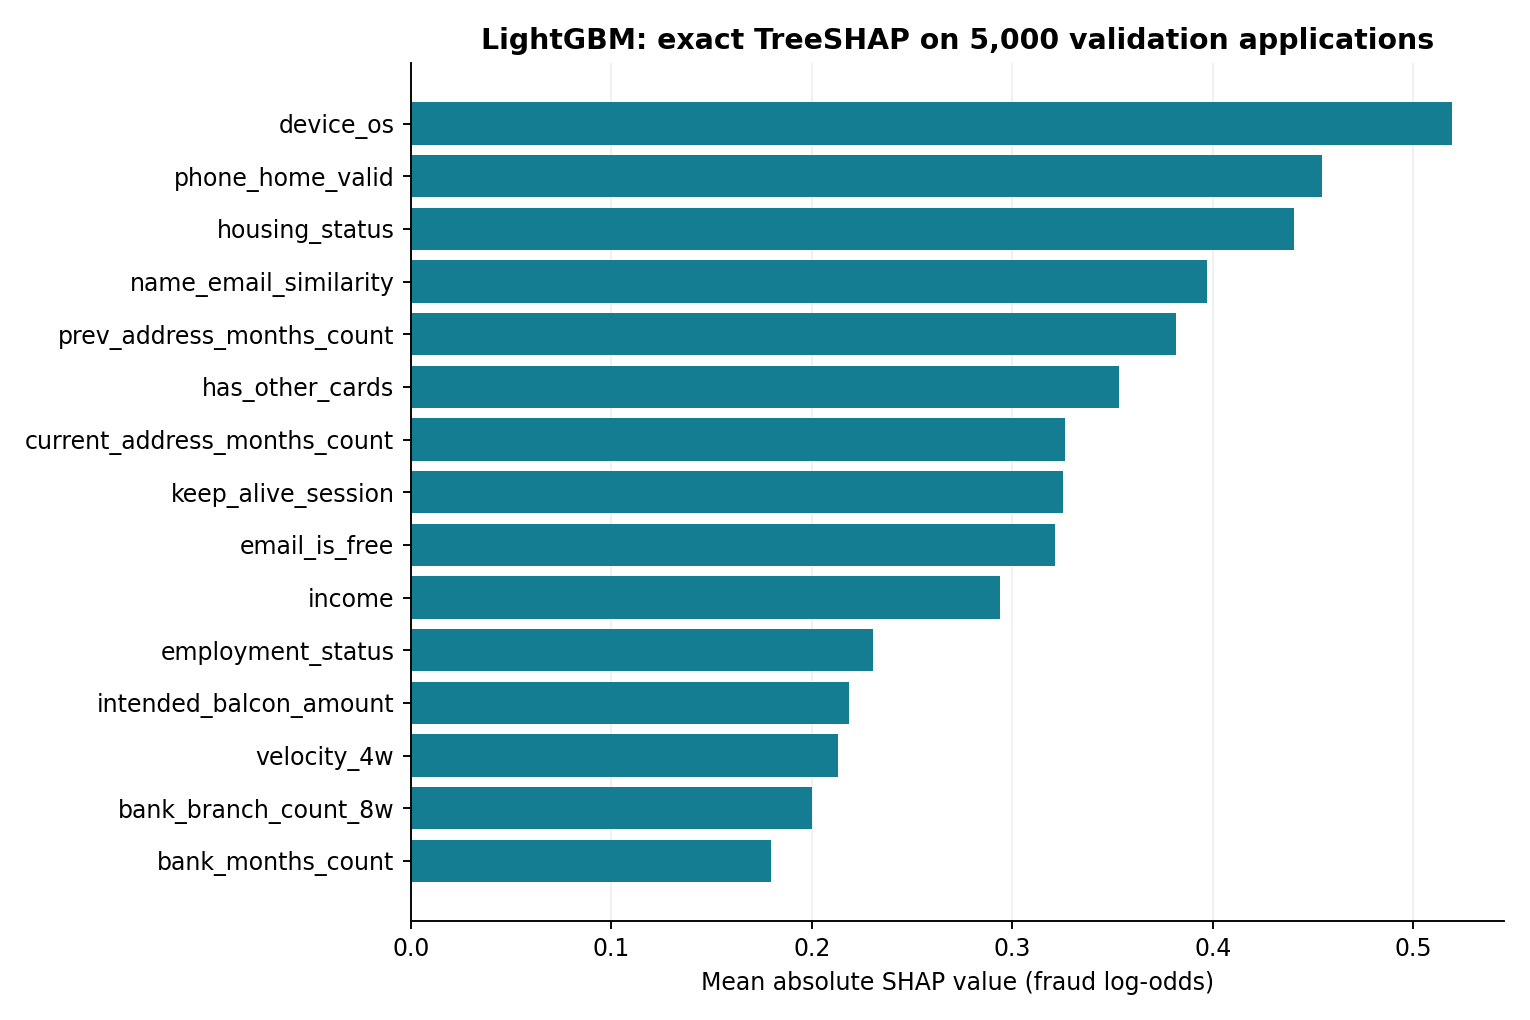 LightGBM: exact TreeSHAP on 5,000 validation applications
device_os
phone_home_valid
housing_status
name_email_similarity
prev_address_months_count
has_other_cards
current_address_months_count
keep_alive_session
email_is_free
income
employment_status
intended_balcon_amount
velocity_4w
bank_branch_count_8w
bank_months_count
0.0 0.1 0.2 0.3 0.4 0.5
Mean absolute SHAP value (fraud log-odds)